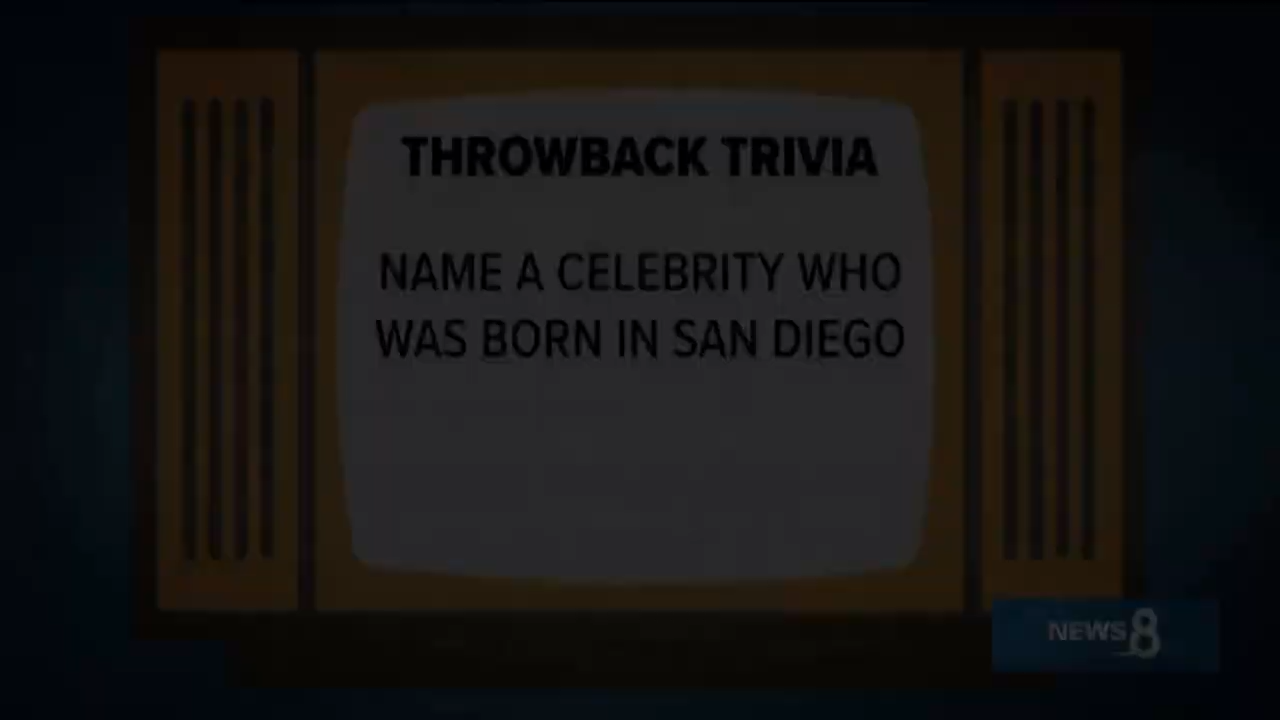 THROWBACK TRIVIA
NAME A CELEBRITY WHO
WAS BORN IN SAN DIEGO
NEWS 8